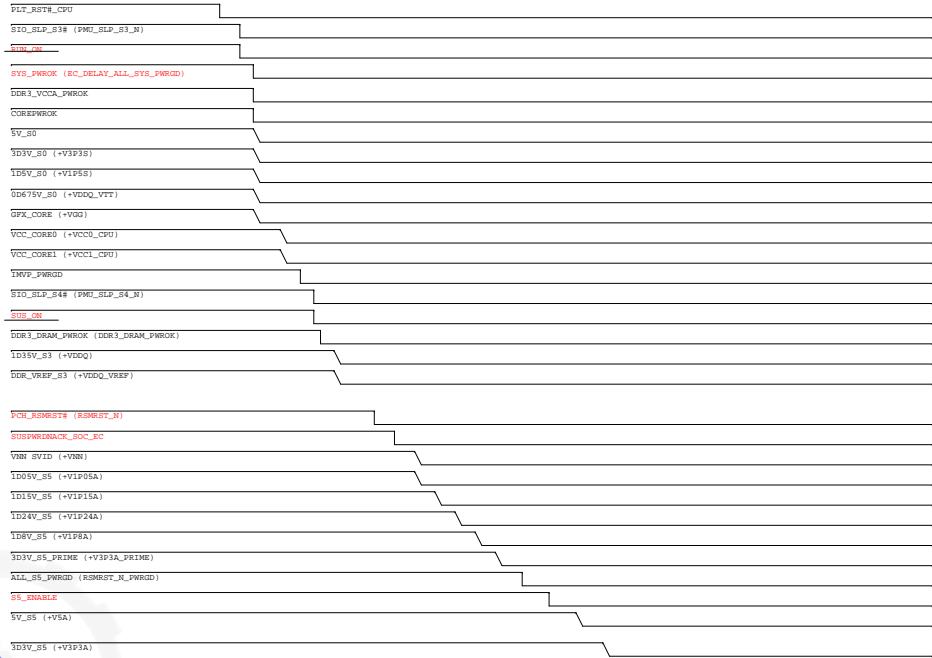 PLT_RST#_CPU
SIO_SLP_S3# (PMU_SLP_S3_N)
RUN_ON
SYS_PWROK (EC_DELAY_ALL_SYS_PWRGD)
DDR3_VCCA_PWROK
COREPWROK
5V_S0
3D3V_S0 (+V3P3S)
1D5V_S0 (+V1P5S)
0D675V_S0 (+VDDQ_VTT)
GFX_CORE (+VGG)
VCC_CORE0 (+VCC0_CPU)
VCC_CORE1 (+VCC1_CPU)
IMVP_PWRGD
SIO_SLP_S4# (PMU_SLP_S4_N)
SUS_ON
DDR3_DRAM_PWROK (DDR3_DRAM_PWROK)
1D35V_S3 (+VDDQ)
DDR_VREF_S3 (+VDDQ_VREF)
PCH_RSMRST# (RSMRST_N)
SUSPWRDNACK_SOC_EC
VNN SVID (+VNN)
1D05V_S5 (+V1P05A)
1D15V_S5 (+V1P15A)
1D24V_S5 (+V1P24A)
1D8V_S5 (+V1P8A)
3D3V_S5_PRIME (+V3P3A_PRIME)
ALL_S5_PWRGD (RSMRST_N_PWRGD)
S5_ENABLE
5V_S5 (+V5A)
3D3V_S5 (+V3P3A)